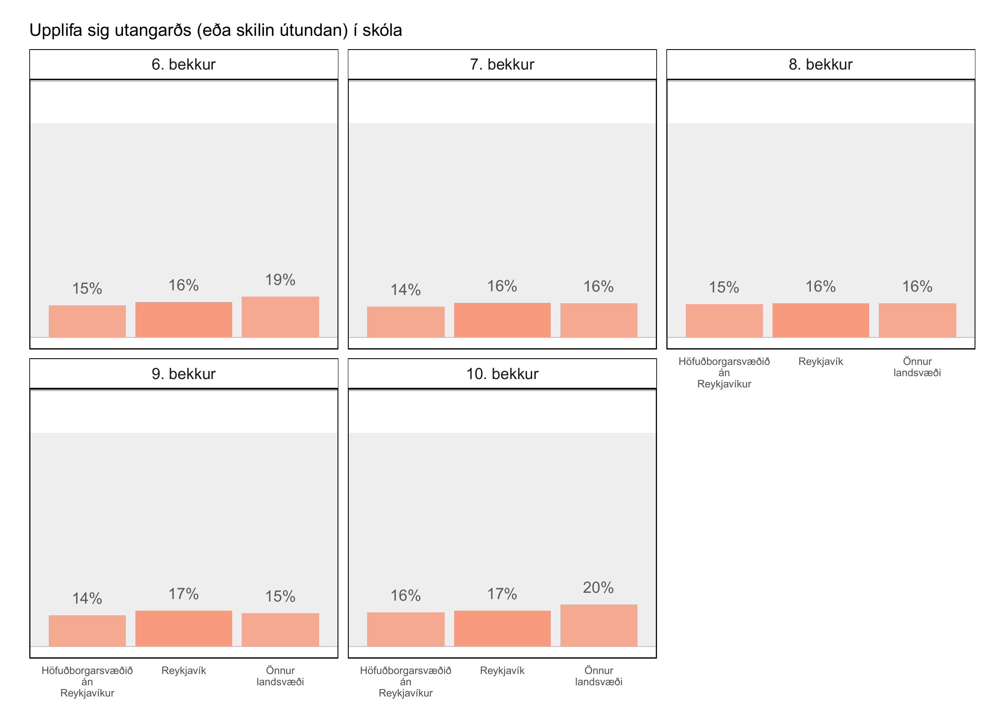 Upplifa sig utangarðs (eða skilin útundan) í skóla
6. bekkur
7. bekkur
8. bekkur
15%
16%
19%
14%
16%
16%
15%
16%
16%
Höfuðborgarsvæðið
án
Reykjavíkur
Reykjavík
Önnur
landsvæði
9. bekkur
10. bekkur
14%
17%
15%
16%
17%
20%
Höfuðborgarsvæðið
án
Reykjavíkur
Reykjavík
Önnur
landsvæði
Höfuðborgarsvæðið
án
Reykjavíkur
Reykjavík
Önnur
landsvæði